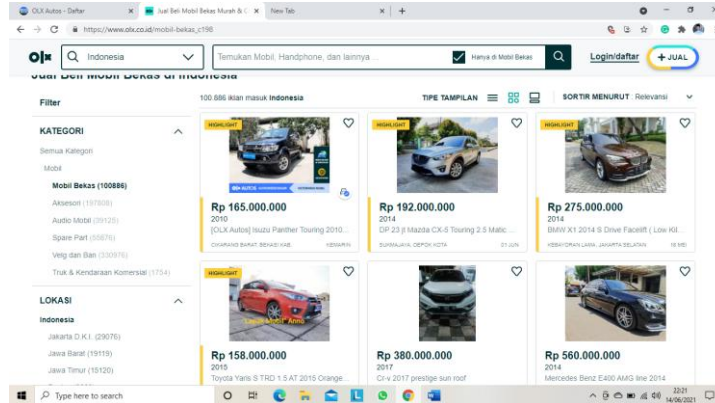 OLX Autos - Daftar
Jual Beli Mobil Bekas Murah & C
New Tab
https://www.olx.co.id/mobil-bekas_c198
olx
Indonesia
Temukan Mobil, Handphone, dan lainnya ...
Hanya di Mobil Bekas
Login/daftar
+ JUAL
Jual Beli Mobil Bekas di Indonesia
Filter
100.886 iklan masuk Indonesia
TIPE TAMPILAN
SORTIR MENURUT : Relevansi
KATEGORI
Semua Kategori
Mobil
Mobil Bekas (100886)
Aksesori (197808)
Audio Mobil (39125)
Spare Part (55876)
Velg dan Ban (330976)
Truk & Kendaraan Komersial (1754)
LOKASI
Indonesia
Jakarta D.K.I. (29076)
Jawa Barat (19119)
Jawa Timur (15120)
HIGHLIGHT
Rp 165.000.000
2010
[OLX Autos] Isuzu Panther Touring 2010...
CIKARANG BARAT, BEKASI KAB.
KEMARIN
HIGHLIGHT
Rp 192.000.000
2014
DP 23 jt Mazda CX-5 Touring 2.5 Matic ...
SUKMAJAYA, DEPOK KOTA
21 JUN
HIGHLIGHT
Rp 275.000.000
2014
BMW X1 2014 S Drive Facelift ( Low Kil...
KEBAYORAN LAMA, JAKARTA SELATAN
18 MEI
HIGHLIGHT
Rp 158.000.000
2015
Toyota Yaris S TRD 1.5 AT 2015 Orange...
Rp 380.000.000
2017
Cr-v 2017 prestige sun roof
Rp 560.000.000
2014
Mercedes Benz E400 AMG line 2014
Type here to search
22:21
14/06/2021